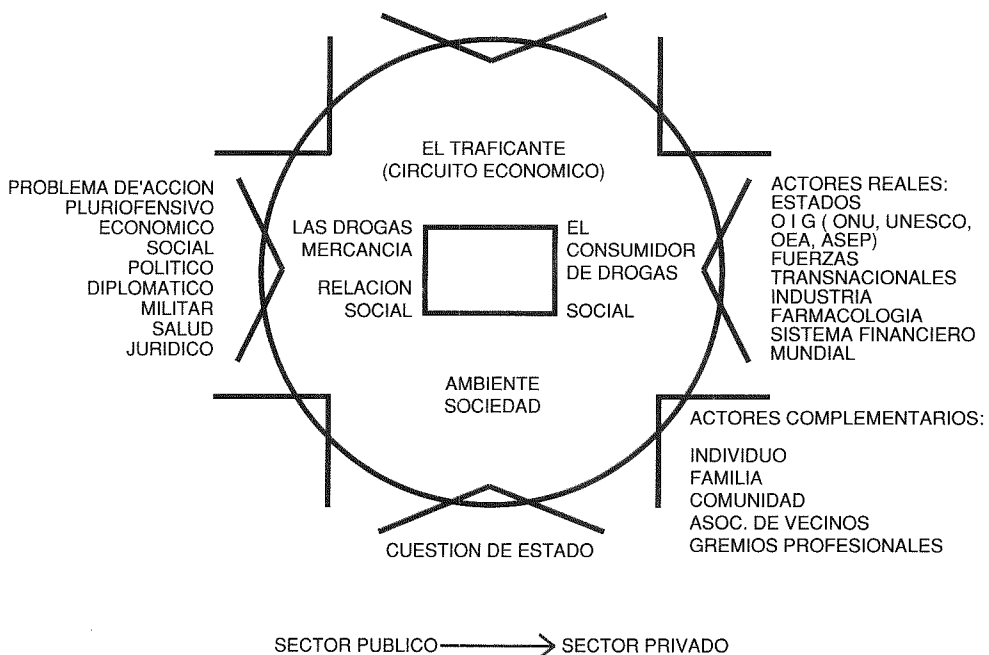 EL TRAFICANTE
(CIRCUITO ECONOMICO)
PROBLEMA DE'ACCION
PLURIOFENSIVO
ECONOMICO
SOCIAL
POLITICO
DIPLOMATICO
MILITAR
SALUD
JURIDICO
LAS DROGAS
MERCANCIA
RELACION
SOCIAL
EL
CONSUMIDOR
DE DROGAS
SOCIAL
ACTORES REALES:
ESTADOS
O I G ( ONU, UNESCO,
OEA, ASEP)
FUERZAS
TRANSNACIONALES
INDUSTRIA
FARMACOLOGIA
SISTEMA FINANCIERO
MUNDIAL
AMBIENTE
SOCIEDAD
ACTORES COMPLEMENTARIOS:
INDIVIDUO
FAMILIA
COMUNIDAD
ASOC. DE VECINOS
GREMIOS PROFESIONALES
CUESTION DE ESTADO
SECTOR PUBLICO SECTOR PRIVADO